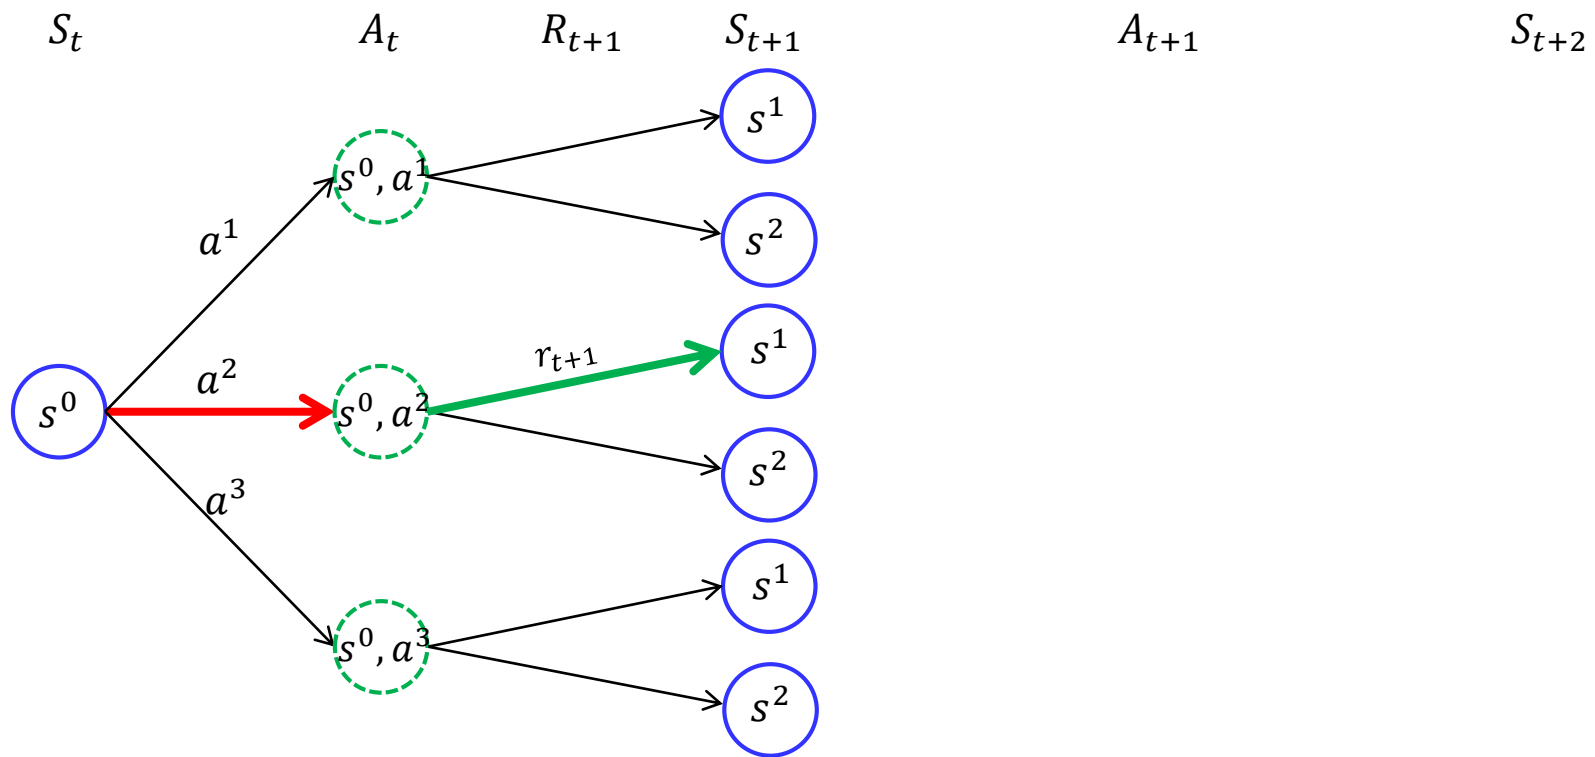 $S_t$ $A_t$ $R_{t+1}$ $S_{t+1}$ $A_{t+1}$ $S_{t+2}$
$s^1$
$s^0, a^1$
$a^1$
$s^2$
$s^1$
$r_{t+1}$
$a^2$
$s^0$ $s^0, a^2$
$s^2$
$a^3$
$s^1$
$s^0, a^3$
$s^2$